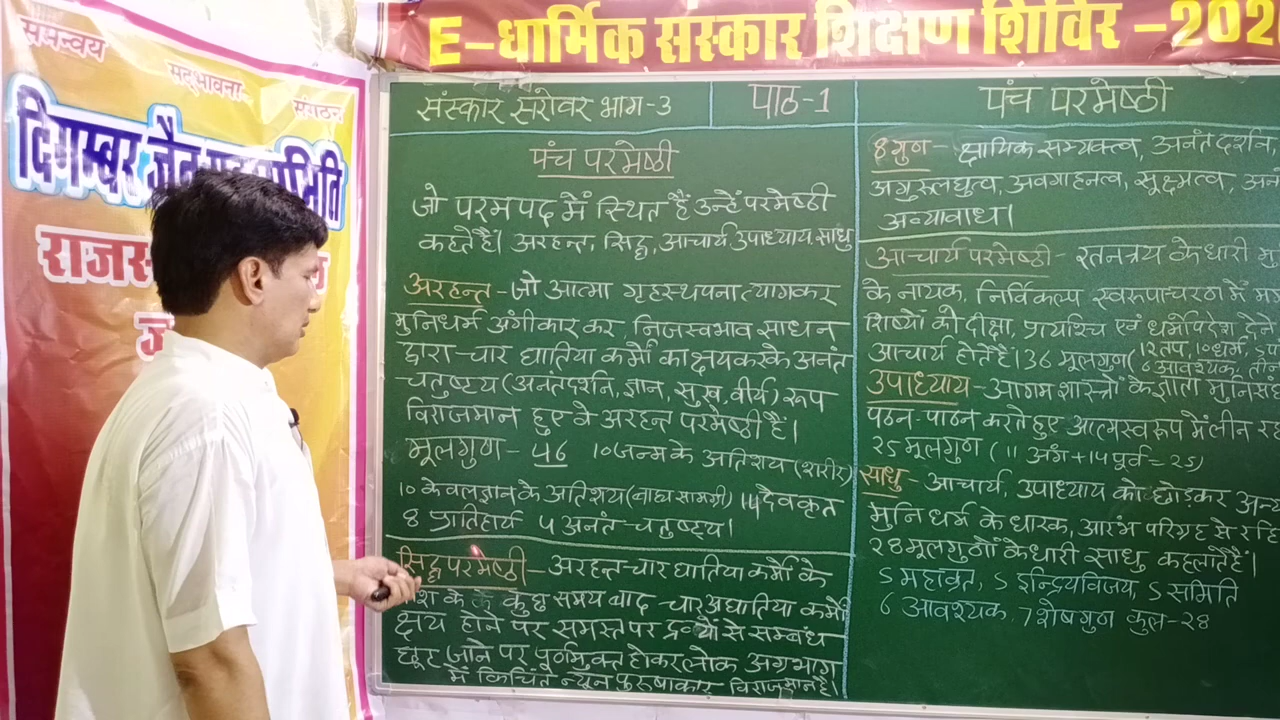 समन्वय
सद्भावना
संगठन
दिगम्बर जैन
राजस
ज
E-धार्मिक संस्कार शिक्षण शिविर -202
संस्कार सरोवर भाग-3
पाठ-1
पंच परमेष्ठी
पंच परमेष्ठी
जो परमपद में स्थित हैं उन्हें परमेष्ठी
कहते हैं। अरहन्त, सिद्ध, आचार्य उपाध्याय साधु
अरहन्त - जो आत्मा गृहस्थपना त्यागकर
मुनिधर्म अंगीकार कर, निजस्वभाव साधन
द्वारा चार घातिया कर्मों का क्षय करके अनंत
चतुष्टय (अनंतदर्शन, ज्ञान, सुख, वीर्य) रूप
विराजमान हुए वे अरहन्त परमेष्ठी हैं।
मूलगुण - 46 10 जन्म के अतिशय (शरीर)
10 केवलज्ञान के अतिशय (बाह्य सामग्री) 14 देवकृत
8 प्रातिहार्य 4 अनंत-चतुष्टय।
सिद्ध परमेष्ठी - अरहन्त-चार घातिया कर्मों के
के कुछ समय बाद चार अघातिया कर्मों
क्षय होने पर समस्त पर द्रव्यों से सम्बंध
छूट जाने पर पूर्ण मुक्त होकर लोक अग्रभाग
में किंचित न्यून पुरुषाकार विराजमान है।
8 गुण - क्षायिक सम्यक्त्व, अनंत दर्शन,
अगुरुलघुत्व, अवगाहनत्व, सूक्ष्मत्व, अनं
अव्याबाध।
आचार्य परमेष्ठी - रत्नत्रय के धारी मु
के नायक, निर्विकल्प स्वरूपाचरण में मग
शिष्यों को दीक्षा, प्रायश्चि एवं धर्मोपदेश देने
आचार्य होते हैं। 36 मूलगुण (12 तप, 10 धर्म, 5 पं
6 आवश्यक, तीन
उपाध्याय - आगम शास्त्रों के ज्ञाता मुनिसंघ
पठन-पाठन करते हुए आत्मस्वरूप में लीन रह
25 मूलगुण (11 अंग + 14 पूर्व = 25)
साधु - आचार्य, उपाध्याय को छोड़कर अन्य
मुनिधर्म के धारक, आरंभ परिग्रह से रहि
28 मूलगुणों के धारी साधु कहलाते हैं।
5 महाव्रत, 5 इन्द्रियविजय, 5 समिति
6 आवश्यक, 7 शेष गुण कुल - 28